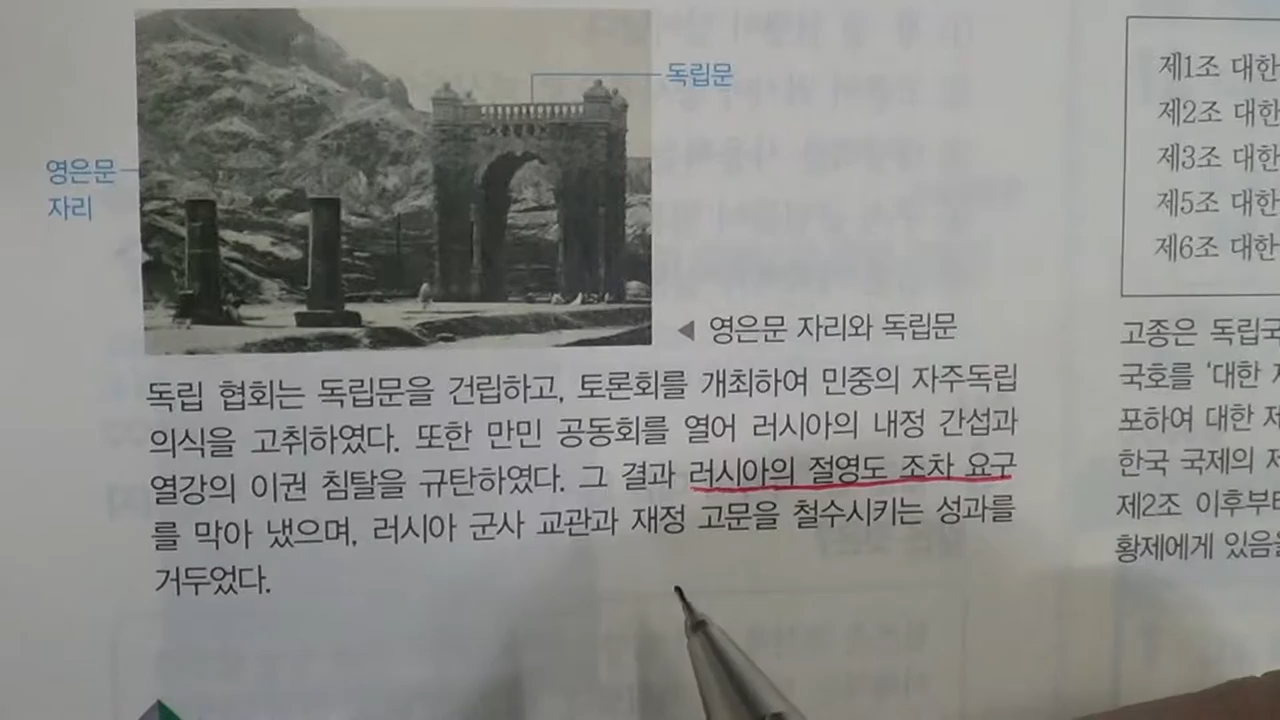 독립문
영은문
자리
◀ 영은문 자리와 독립문
독립 협회는 독립문을 건립하고, 토론회를 개최하여 민중의 자주독립
의식을 고취하였다. 또한 만민 공동회를 열어 러시아의 내정 간섭과
열강의 이권 침탈을 규탄하였다. 그 결과 러시아의 절영도 조차 요구
를 막아 냈으며, 러시아 군사 교관과 재정 고문을 철수시키는 성과를
거두었다.
제1조 대한
제2조 대한
제3조 대한
제5조 대한
제6조 대한
고종은 독립국
국호를 '대한
포하여 대한 제
한국 국제의 제
제2조 이후부터
황제에게 있음을